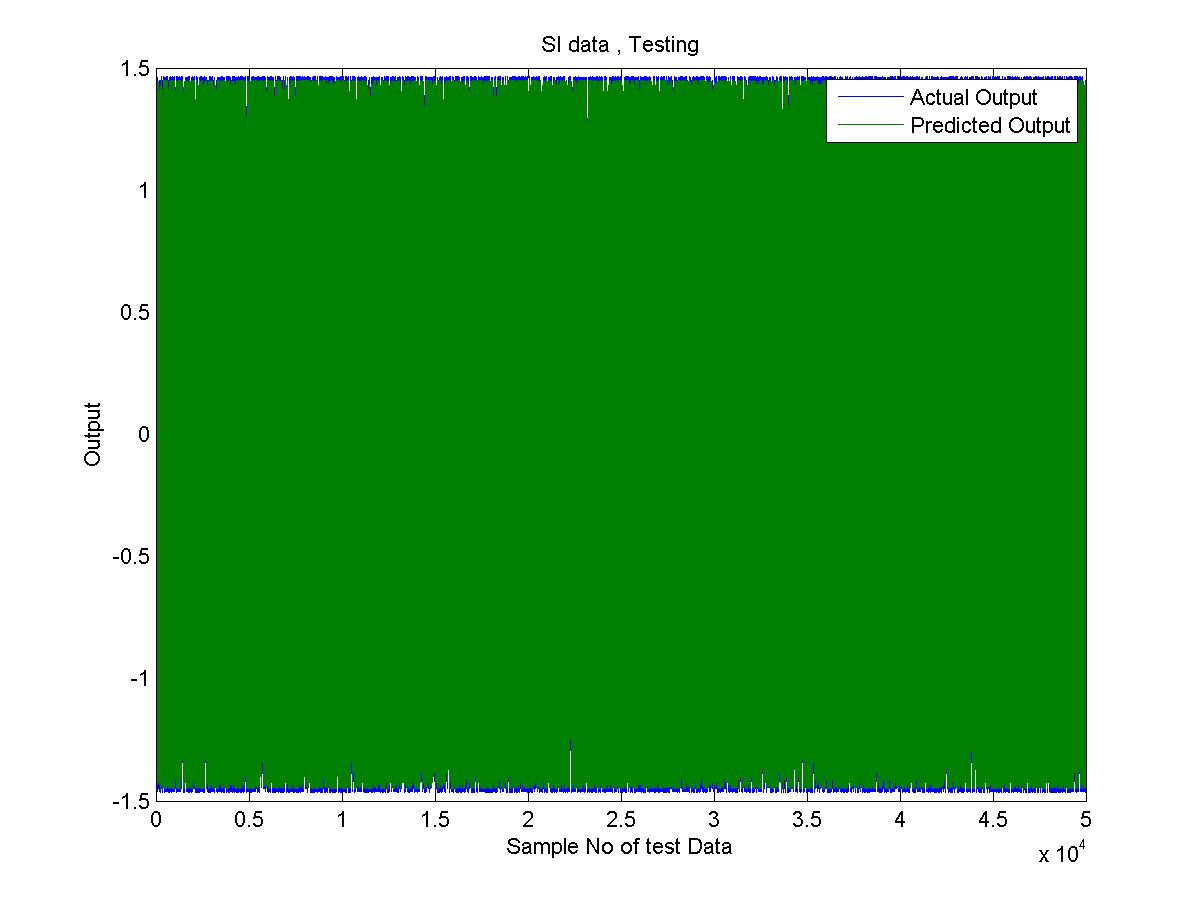 SI data , Testing
1.5
Actual Output
Predicted Output
1
0.5
0
-0.5
-1
-1.5
Output
0 0.5 1 1.5 2 2.5 3 3.5 4 4.5 5
Sample No of test Data
x 10^4